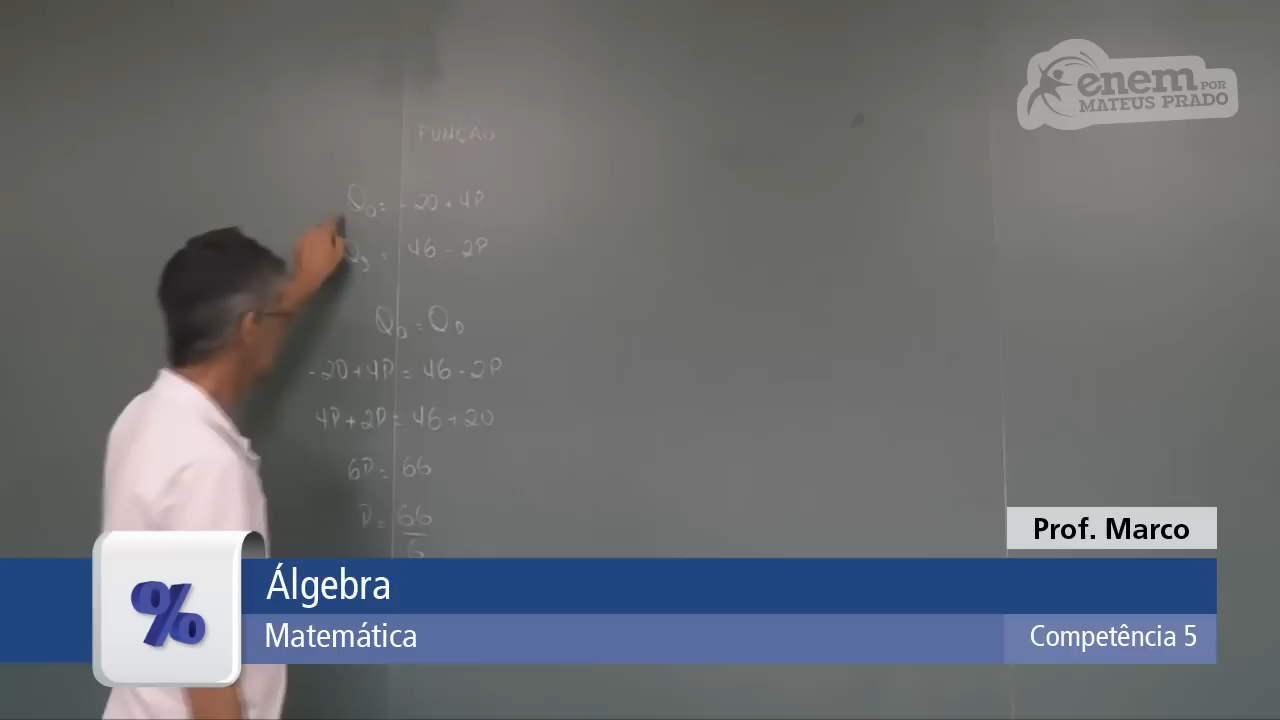 enem POR
MATEUS PRADO
FUNÇÃO
QO = - 20 + 4P
QD = 46 - 2P
QO = QD
-20+4P = 46 - 2P
4P+2P = 46 + 20
6P = 66
P = 66
6
Prof. Marco
Álgebra
Matemática
Competência 5
%